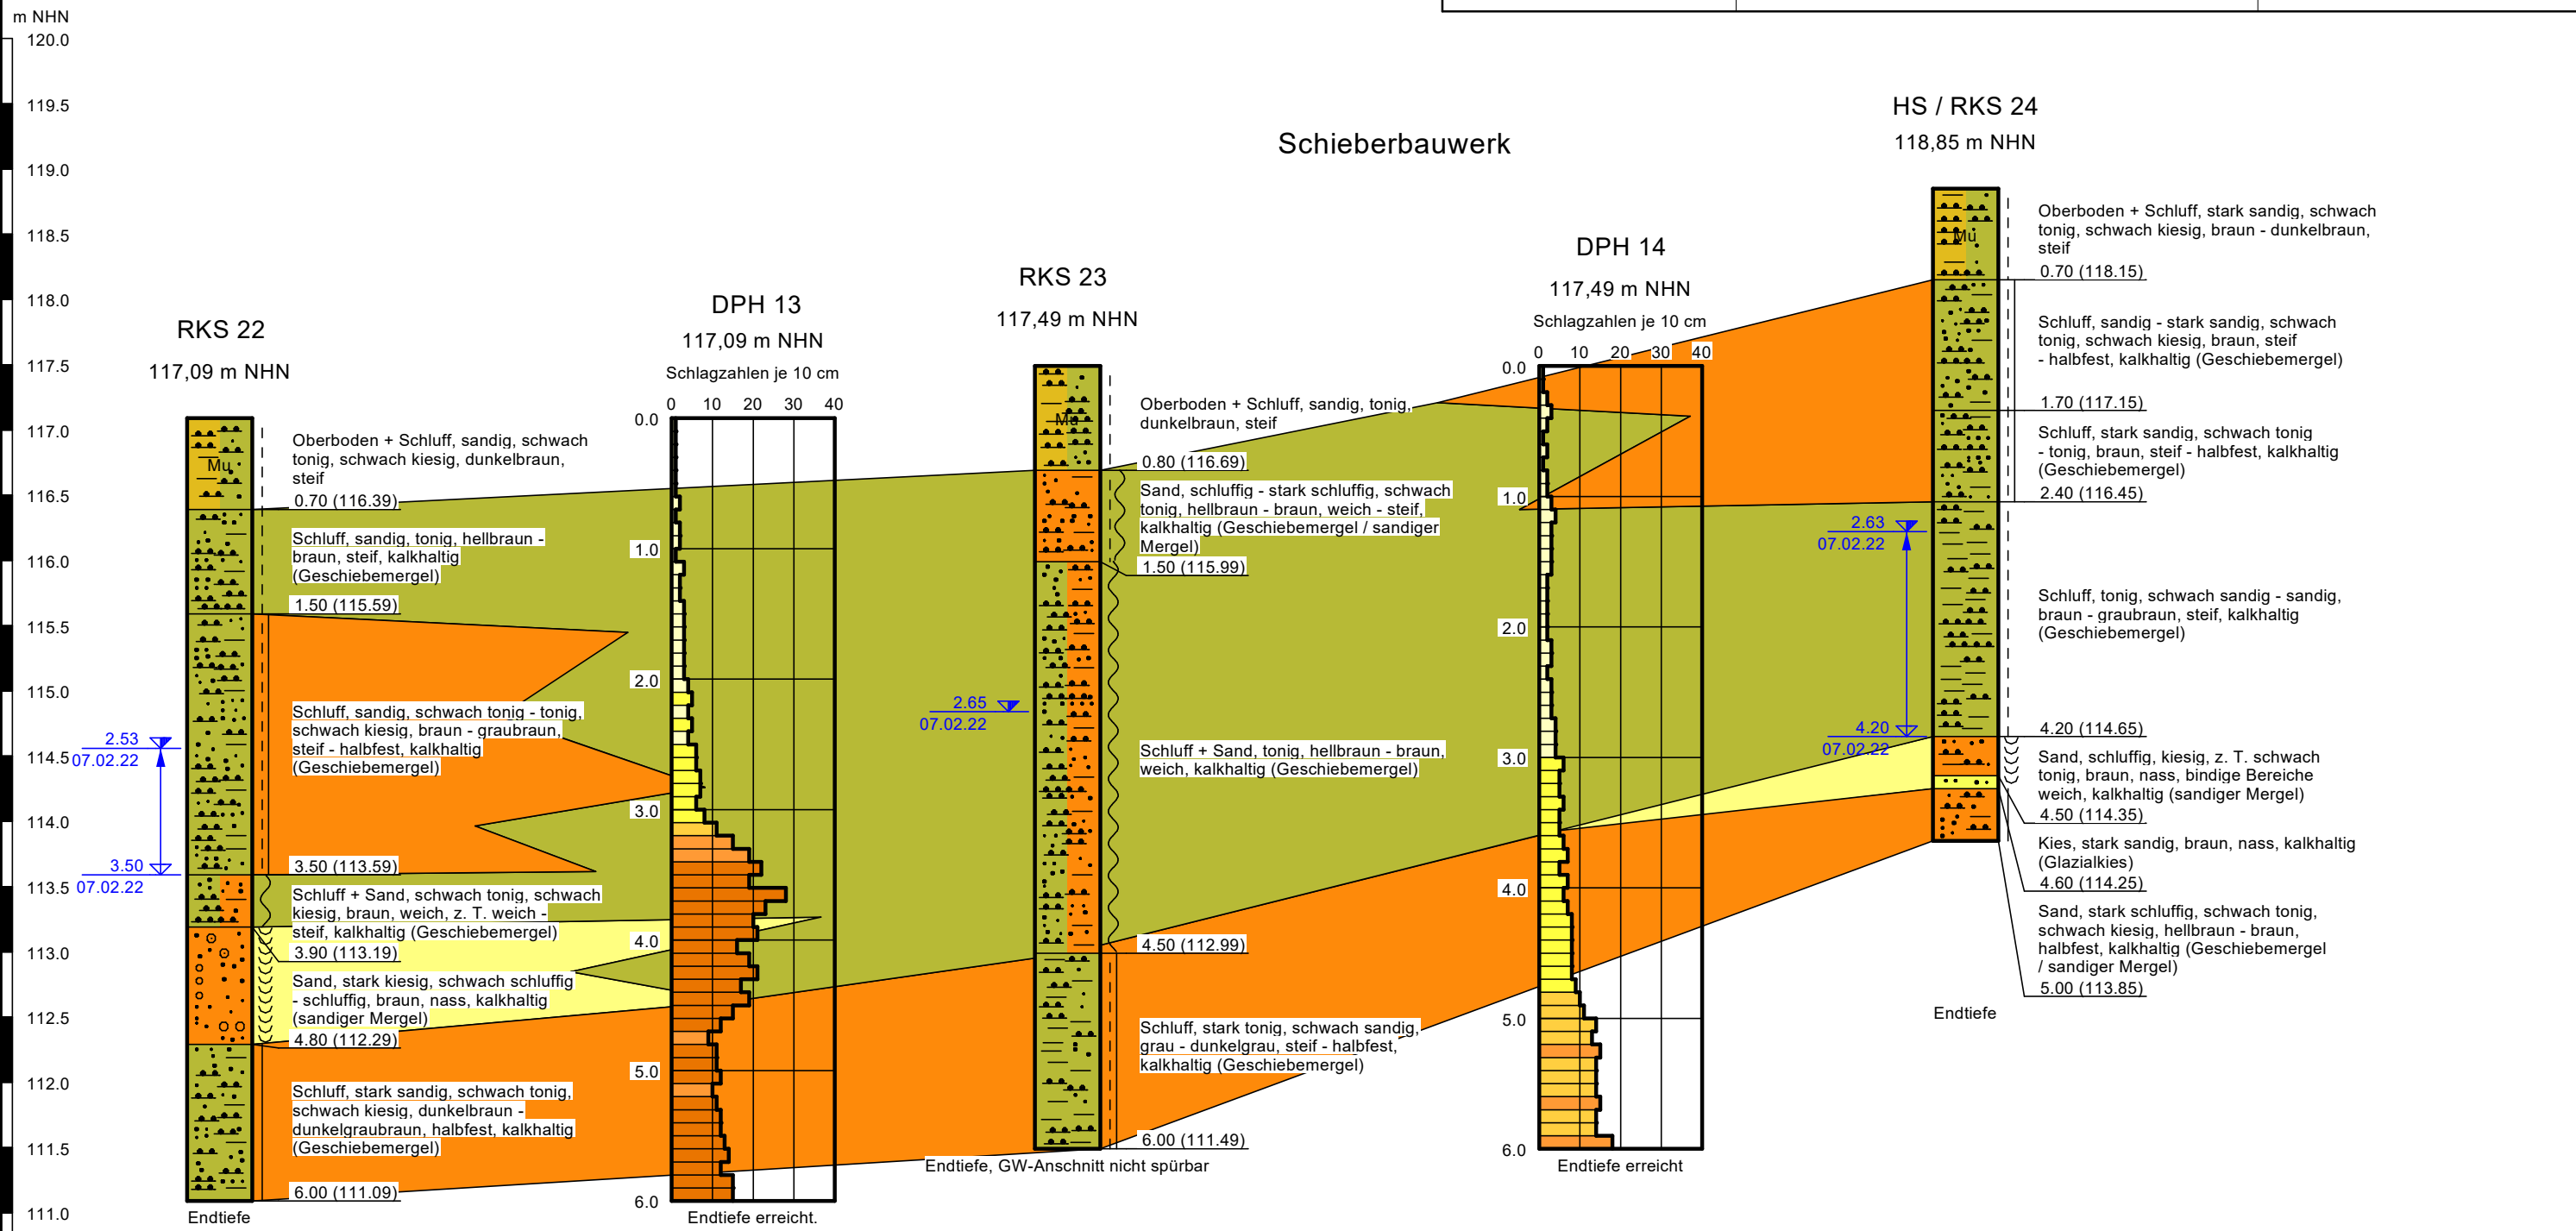 m NHN
120.0
119.5
119.0
118.5
118.0
117.5
117.0
116.5
116.0
115.5
115.0
114.5
114.0
113.5
113.0
112.5
112.0
111.5
111.0
Schieberbauwerk
RKS 22
117,09 m NHN
Mu
Oberboden + Schluff, sandig, schwach
tonig, schwach kiesig, dunkelbraun,
steif
0.70 (116.39)
Schluff, sandig, tonig, hellbraun -
braun, steif, kalkhaltig
(Geschiebemergel)
1.50 (115.59)
Schluff, sandig, schwach tonig - tonig,
schwach kiesig, braun - graubraun,
steif - halbfest, kalkhaltig
(Geschiebemergel)
2.53
07.02.22
3.50
07.02.22
3.50 (113.59)
Schluff + Sand, schwach tonig, schwach
kiesig, braun, weich, z. T. weich -
steif, kalkhaltig (Geschiebemergel)
3.90 (113.19)
Sand, stark kiesig, schwach schluffig
- schluffig, braun, nass, kalkhaltig
(sandiger Mergel)
4.80 (112.29)
Schluff, stark sandig, schwach tonig,
schwach kiesig, dunkelbraun -
dunkelgraubraun, halbfest, kalkhaltig
(Geschiebemergel)
6.00 (111.09)
Endtiefe
DPH 13
117,09 m NHN
Schlagzahlen je 10 cm
0 10 20 30 40
0.0
1.0
2.0
3.0
4.0
5.0
6.0
Endtiefe erreicht.
RKS 23
117,49 m NHN
Mu
Oberboden + Schluff, sandig, tonig,
dunkelbraun, steif
0.80 (116.69)
Sand, schluffig - stark schluffig, schwach
tonig, hellbraun - braun, weich - steif,
kalkhaltig (Geschiebemergel / sandiger
Mergel)
1.50 (115.99)
2.65
07.02.22
Schluff + Sand, tonig, hellbraun - braun,
weich, kalkhaltig (Geschiebemergel)
4.50 (112.99)
Schluff, stark tonig, schwach sandig,
grau - dunkelgrau, steif - halbfest,
kalkhaltig (Geschiebemergel)
6.00 (111.49)
Endtiefe, GW-Anschnitt nicht spürbar
DPH 14
117,49 m NHN
Schlagzahlen je 10 cm
0 10 20 30 40
0.0
1.0
2.0
3.0
4.0
5.0
6.0
Endtiefe erreicht
HS / RKS 24
118,85 m NHN
Mu
Oberboden + Schluff, stark sandig, schwach
tonig, schwach kiesig, braun - dunkelbraun,
steif
0.70 (118.15)
Schluff, sandig - stark sandig, schwach
tonig, schwach kiesig, braun, steif
- halbfest, kalkhaltig (Geschiebemergel)
1.70 (117.15)
Schluff, stark sandig, schwach tonig
- tonig, braun, steif - halbfest, kalkhaltig
(Geschiebemergel)
2.40 (116.45)
2.63
07.02.22
Schluff, tonig, schwach sandig - sandig,
braun - graubraun, steif, kalkhaltig
(Geschiebemergel)
4.20
07.02.22
4.20 (114.65)
Sand, schluffig, kiesig, z. T. schwach
tonig, braun, nass, bindige Bereiche
weich, kalkhaltig (sandiger Mergel)
4.50 (114.35)
Kies, stark sandig, braun, nass, kalkhaltig
(Glazialkies)
4.60 (114.25)
Sand, stark schluffig, schwach tonig,
schwach kiesig, hellbraun - braun,
halbfest, kalkhaltig (Geschiebemergel
/ sandiger Mergel)
5.00 (113.85)
Endtiefe